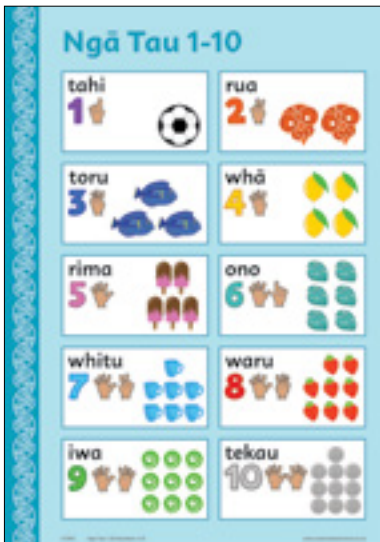 Ngā Tau 1-10
tahi
1
rua
2
toru
3
whā
4
rima
5
ono
6
whitu
7
waru
8
iwa
9
tekau
10